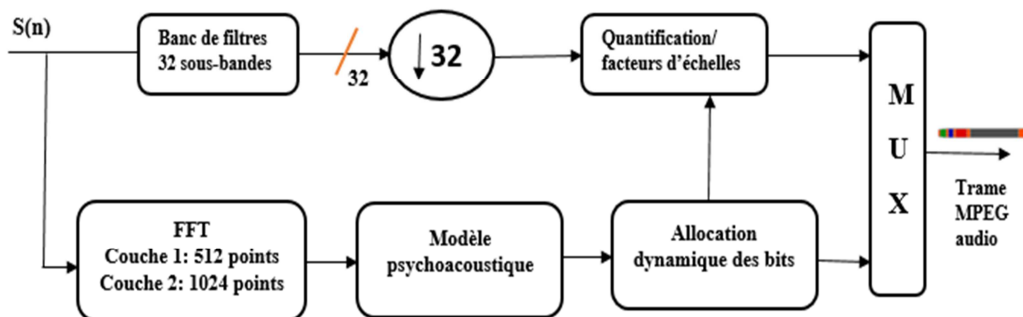 S(n)
Banc de filtres
32 sous-bandes
32
↓ 32
Quantification/
facteurs d'échelles
M
U
X
Trame
MPEG
audio
FFT
Couche 1: 512 points
Couche 2: 1024 points
Modèle
psychoacoustique
Allocation
dynamique des bits